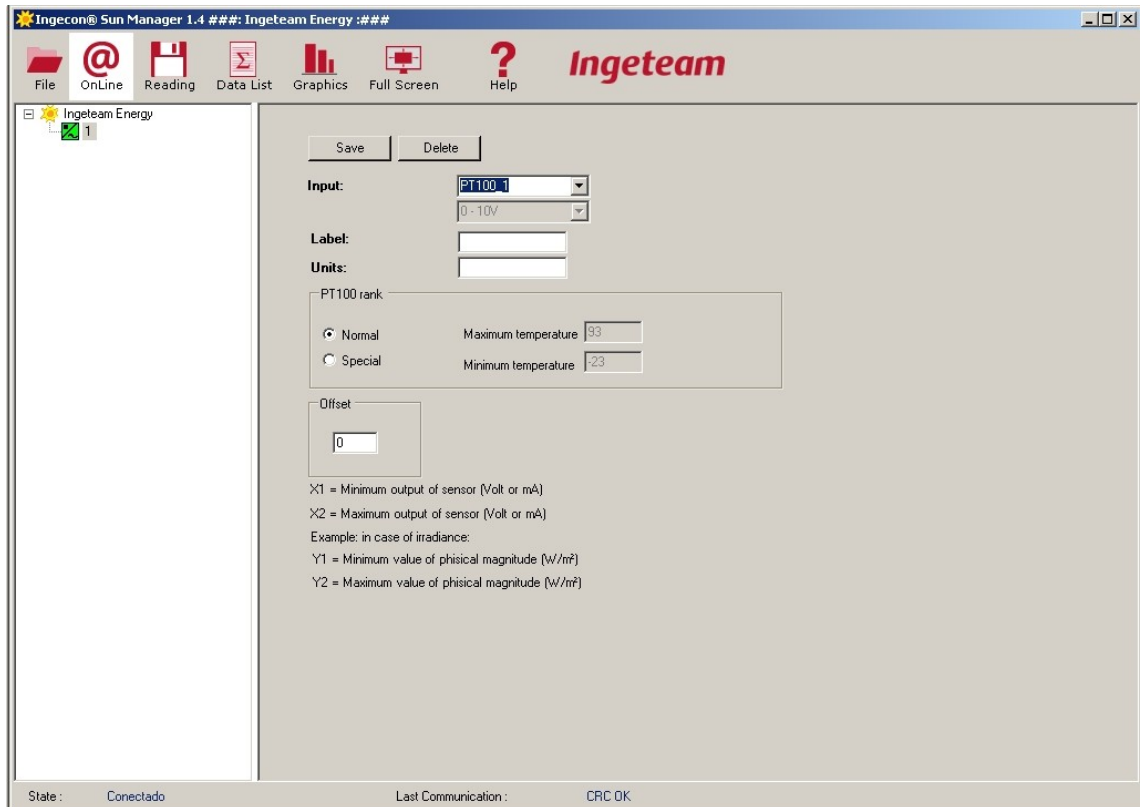 Ingecon® Sun Manager 1.4 ###: Ingeteam Energy :###
File OnLine Reading Data List Graphics Full Screen Help Ingeteam
Ingeteam Energy
1
Save Delete
Input: PT100_1
0 - 10V
Label:
Units:
PT100 rank
Normal Maximum temperature 93
Special Minimum temperature -23
Offset
0
X1 = Minimum output of sensor (Volt or mA)
X2 = Maximum output of sensor (Volt or mA)
Example: in case of irradiance:
Y1 = Minimum value of phisical magnitude (W/m²)
Y2 = Maximum value of phisical magnitude (W/m²)
State : Conectado Last Communication : CRC OK